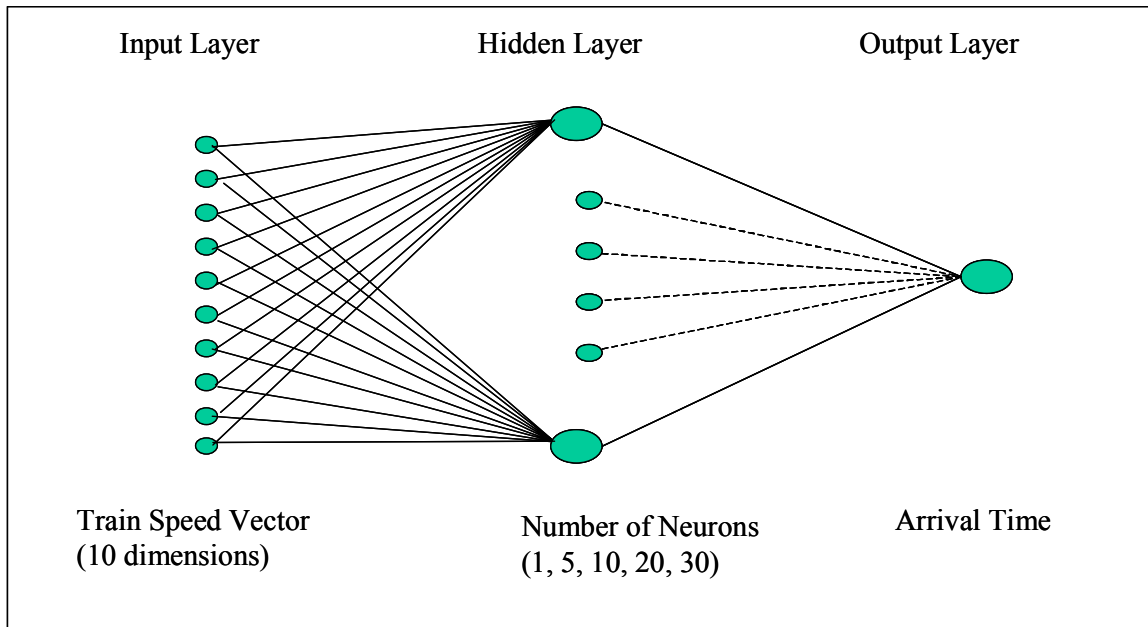 Input Layer
Hidden Layer
Output Layer
Train Speed Vector
(10 dimensions)
Number of Neurons
(1, 5, 10, 20, 30)
Arrival Time